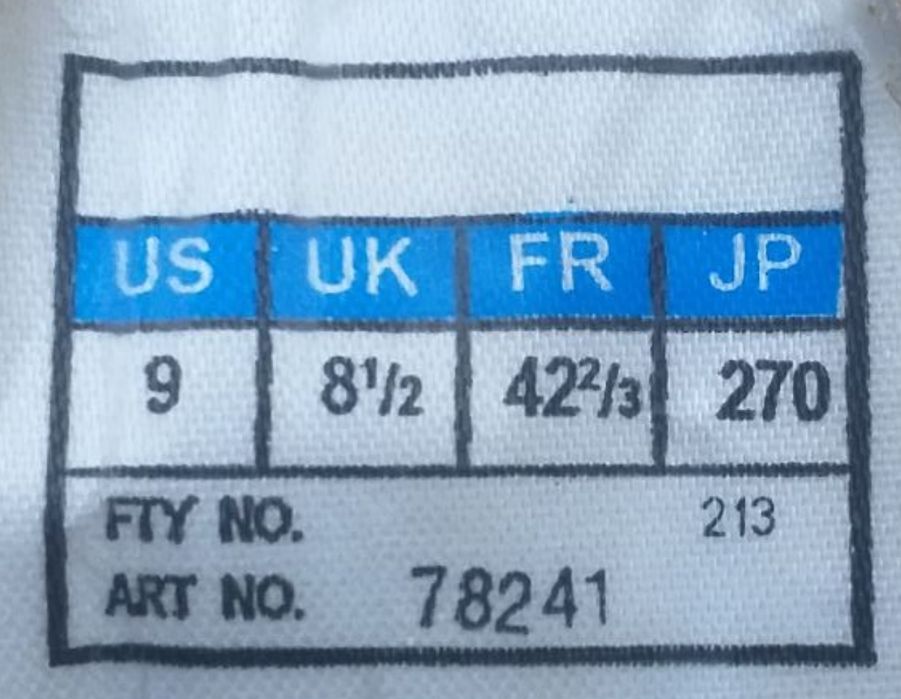 US UK FR JP
9 8½ 42⅔ 270
FTY NO. 213
ART NO. 78241